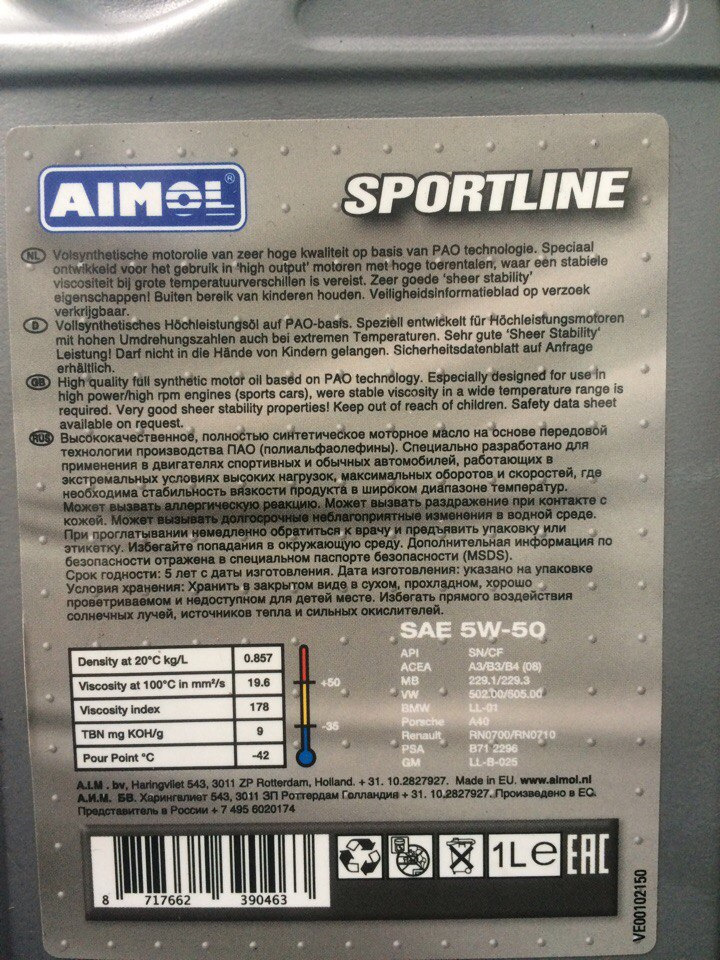 AIMOL®
SPORTLINE
NL Volsynthetische motorolie van zeer hoge kwaliteit op basis van PAO technologie. Speciaal
ontwikkeld voor het gebruik in 'high output' motoren met hoge toerentalen, waar een stabiele
viscositeit bij grote temperatuurverschillen is vereist. Zeer goede 'sheer stability'
eigenschappen! Buiten bereik van kinderen houden. Veiligheidsinformatieblad op verzoek
verkrijgbaar.
D Vollsynthetisches Höchleistungsöl auf PAO-basis. Speziell entwickelt für Höchleistungsmotoren
mit hohen Umdrehungszahlen auch bei extremen Temperaturen. Sehr gute 'Sheer Stability'
Leistung! Darf nicht in die Hände von Kindern gelangen. Sicherheitsdatenblatt auf Anfrage
erhältlich.
GB High quality full synthetic motor oil based on PAO technology. Especially designed for use in
high power/high rpm engines (sports cars), were stable viscosity in a wide temperature range is
required. Very good sheer stability properties! Keep out of reach of children. Safety data sheet
available on request.
RUS Высококачественное, полностью синтетическое моторное масло на основе передовой
технологии производства ПАО (полиальфаолефины). Специально разработано для
применения в двигателях спортивных и обычных автомобилей, работающих в
экстремальных условиях высоких нагрузок, максимальных оборотов и скоростей, где
необходима стабильность вязкости продукта в широком диапазоне температур.
Может вызвать аллергическую реакцию. Может вызвать раздражение при контакте с
кожей. Может вызывать долгосрочные неблагоприятные изменения в водной среде.
При проглатывании немедленно обратиться к врачу и предъявить упаковку или
этикетку. Избегайте попадания в окружающую среду. Дополнительная информация по
безопасности отражена в специальном паспорте безопасности (MSDS).
Срок годности: 5 лет с даты изготовления. Дата изготовления: указано на упаковке
Условия хранения: Хранить в закрытом виде в сухом, прохладном, хорошо
проветриваемом и недоступном для детей месте. Избегать прямого воздействия
солнечных лучей, источников тепла и сильных окислителей.
SAE 5W-50
API SN/CF
ACEA A3/B3/B4 (08)
MB 229.1/229.3
VW 502.00/505.00
BMW LL-01
Porsche A40
Renault RN0700/RN0710
PSA B71 2296
GM LL-B-025
Density at 20°C kg/L 0.857
Viscosity at 100°C in mm²/s 19.6
Viscosity index 178
TBN mg KOH/g 9
Pour Point °C -42
+50
-35
A.I.M . bv, Haringvliet 543, 3011 ZP Rotterdam, Holland. + 31. 10.2827927. Made in EU. www.aimol.nl
А.И.М. БВ. Харингвлиет 543, 3011 ЗП Роттердам Голландия + 31. 10.2827927. Произведено в ЕС.
Представитель в России + 7 495 6020174
8 717662 390463
1L e
EAC
VE00102150